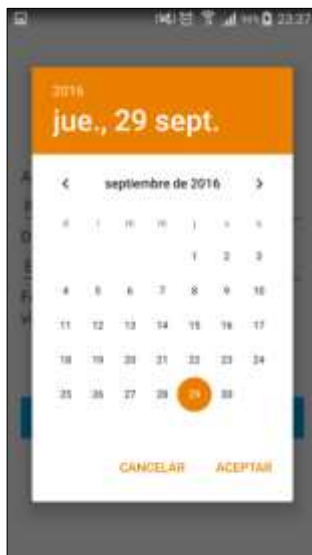 23:27
2016
jue., 29 sept.
septiembre de 2016
d l m m j v s
1 2 3
4 5 6 7 8 9 10
11 12 13 14 15 16 17
18 19 20 21 22 23 24
25 26 27 28 29 30
CANCELAR ACEPTAR